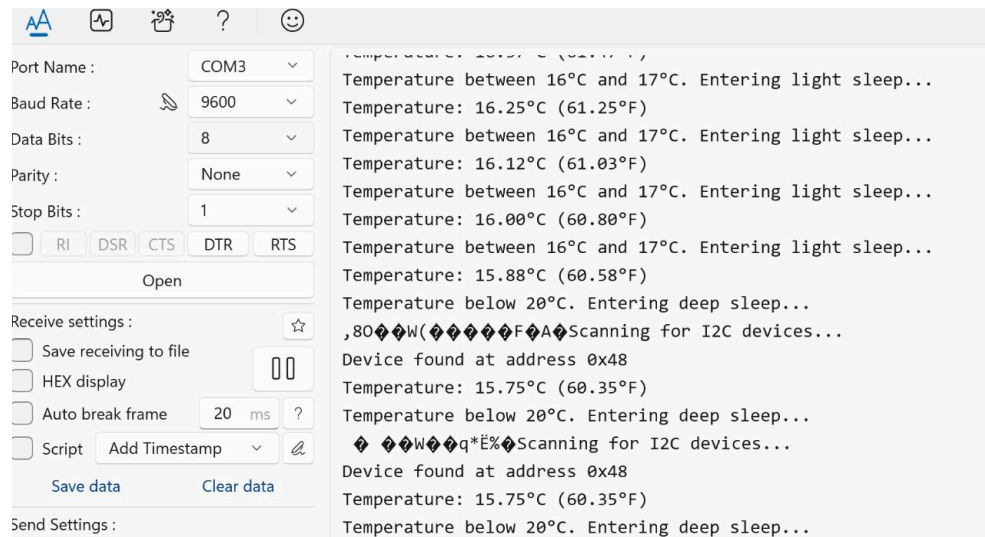 AA
?
Port Name :
COM3
Baud Rate :
9600
Data Bits :
8
Parity :
None
Stop Bits :
1
RI DSR CTS DTR RTS
Open
Receive settings :
Save receiving to file
HEX display
Auto break frame 20 ms ?
Script Add Timestamp
Save data Clear data
Send Settings :
Temperature between 16°C and 17°C. Entering light sleep...
Temperature: 16.25°C (61.25°F)
Temperature between 16°C and 17°C. Entering light sleep...
Temperature: 16.12°C (61.03°F)
Temperature between 16°C and 17°C. Entering light sleep...
Temperature: 16.00°C (60.80°F)
Temperature between 16°C and 17°C. Entering light sleep...
Temperature: 15.88°C (60.58°F)
Temperature below 20°C. Entering deep sleep...
,8O��W(�����F�A�Scanning for I2C devices...
Device found at address 0x48
Temperature: 15.75°C (60.35°F)
Temperature below 20°C. Entering deep sleep...
� ��W��q*Ë%�Scanning for I2C devices...
Device found at address 0x48
Temperature: 15.75°C (60.35°F)
Temperature below 20°C. Entering deep sleep...